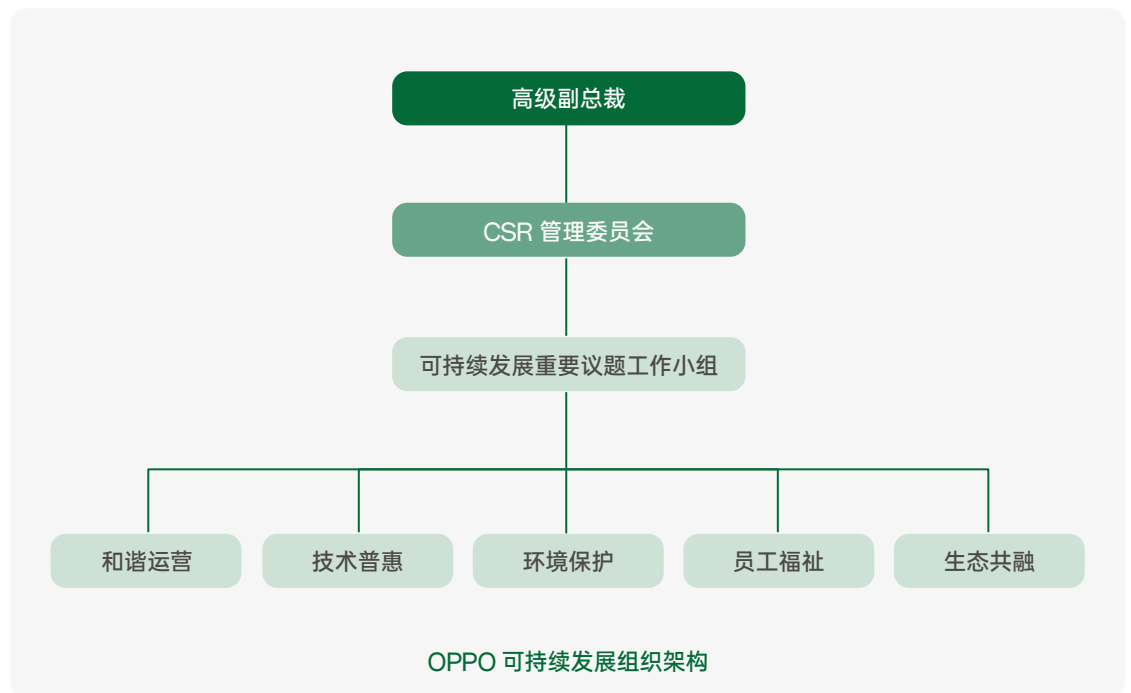 高级副总裁
CSR 管理委员会
可持续发展重要议题工作小组
和谐运营
技术普惠
环境保护
员工福祉
生态共融
OPPO 可持续发展组织架构